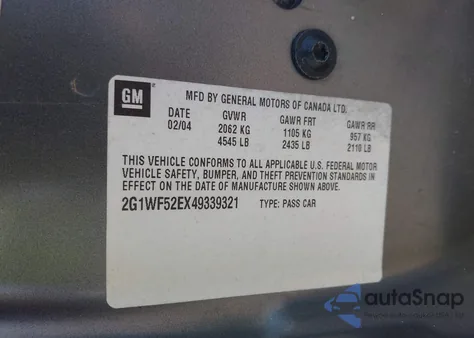 GM
MFD BY GENERAL MOTORS OF CANADA LTD.
DATE GVWR GAWR FRT GAWR RR
02/04 2062 KG 1105 KG 957 KG
4545 LB 2435 LB 2110 LB
THIS VEHICLE CONFORMS TO ALL APPLICABLE U.S. FEDERAL MOTOR
VEHICLE SAFETY, BUMPER, AND THEFT PREVENTION STANDARDS IN
EFFECT ON THE DATE OF MANUFACTURE SHOWN ABOVE.
2G1WF52EX49339321 TYPE: PASS CAR
autaSnap